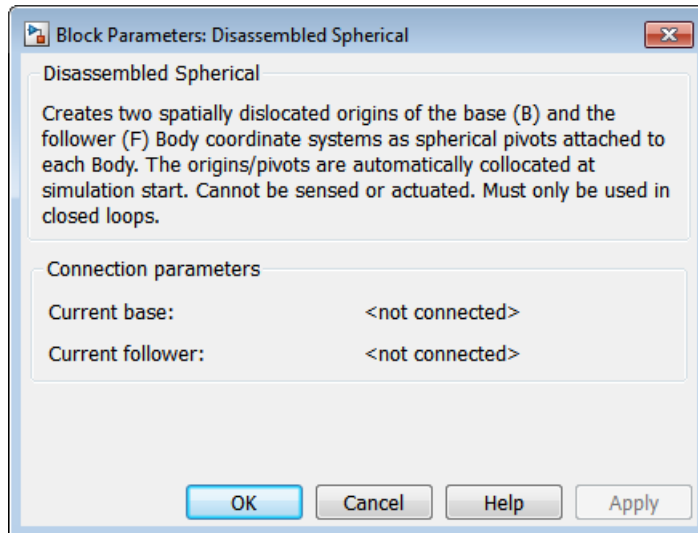 Block Parameters: Disassembled Spherical
Disassembled Spherical
Creates two spatially dislocated origins of the base (B) and the
follower (F) Body coordinate systems as spherical pivots attached to
each Body. The origins/pivots are automatically collocated at
simulation start. Cannot be sensed or actuated. Must only be used in
closed loops.
Connection parameters
Current base: <not connected>
Current follower: <not connected>
OK Cancel Help Apply